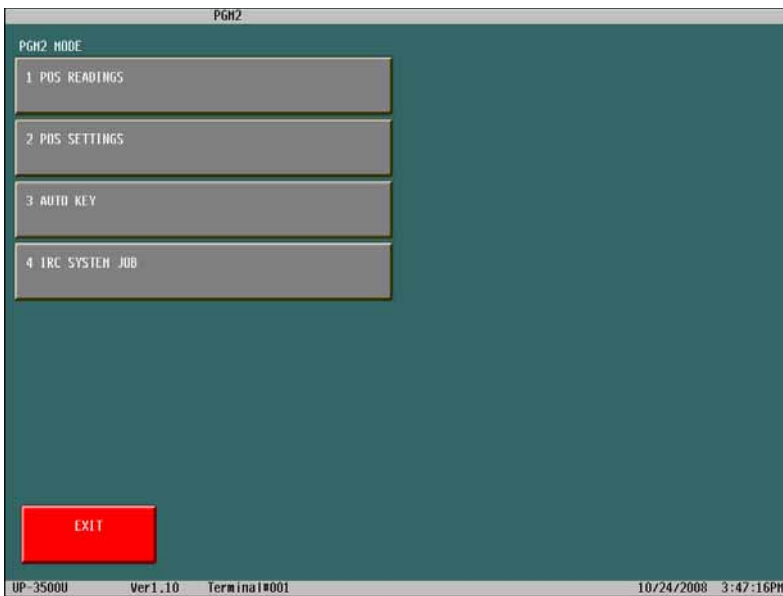 PGM2
PGM2 MODE
1 POS READINGS
2 POS SETTINGS
3 AUTO KEY
4 IRC SYSTEM JOB
EXIT
UP-3500U Ver1.10 Terminal#001 10/24/2008 3:47:16PM